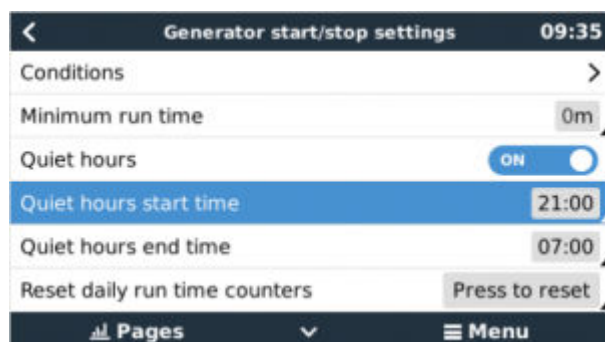 Generator start/stop settings 09:35
Conditions
Minimum run time 0m
Quiet hours ON
Quiet hours start time 21:00
Quiet hours end time 07:00
Reset daily run time counters Press to reset
Pages Menu